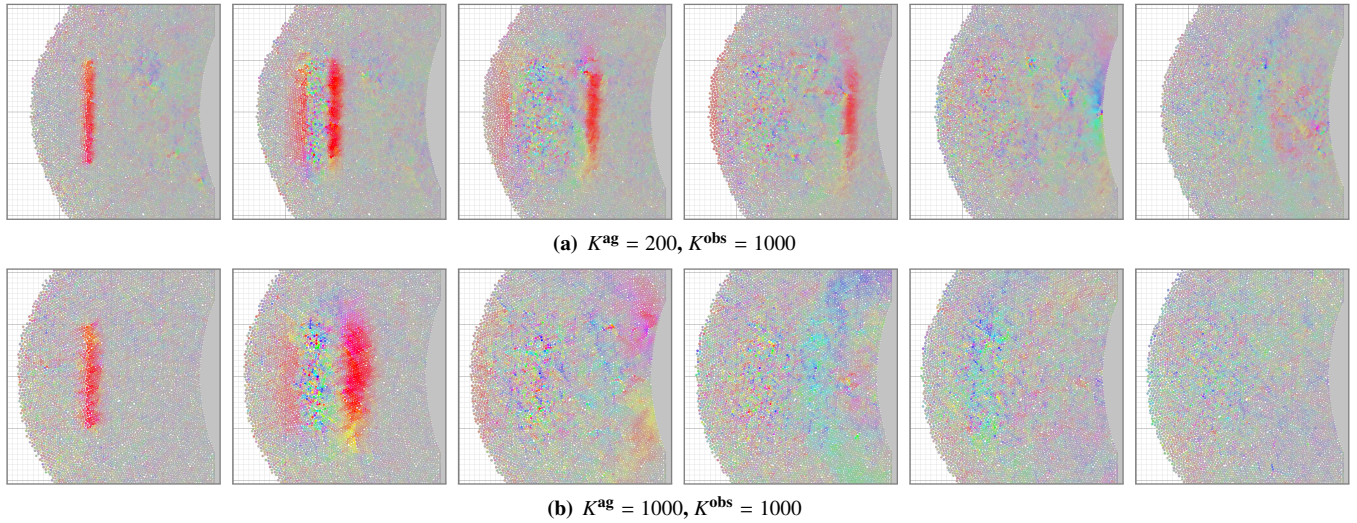 (a) K^ag = 200, K^obs = 1000
(b) K^ag = 1000, K^obs = 1000